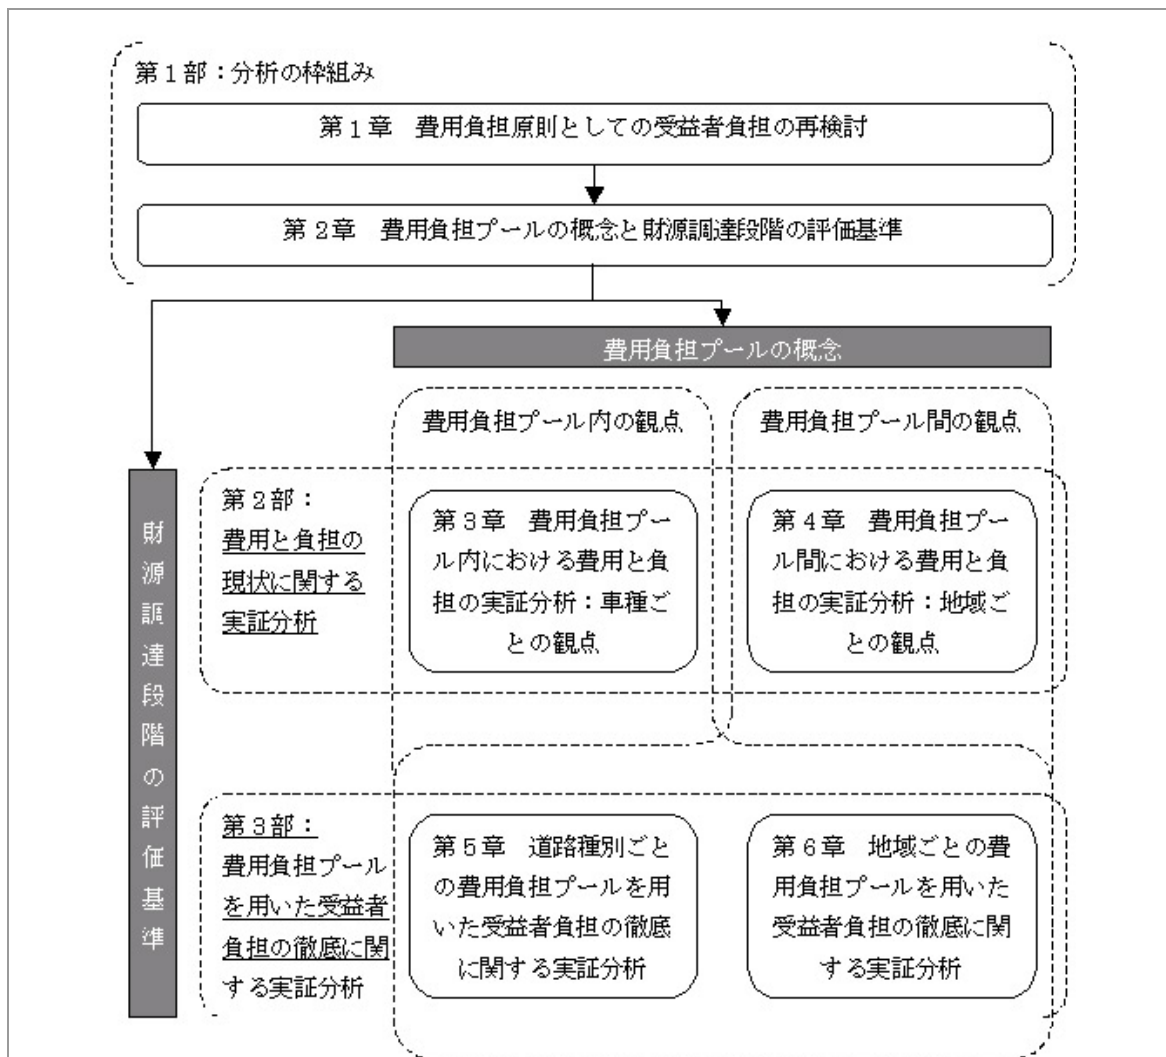 第1部：分析の枠組み
第1章　費用負担原則としての受益者負担の再検討
第2章　費用負担プールの概念と財源調達段階の評価基準
費用負担プールの概念
費用負担プール内の観点
費用負担プール間の観点
財源調達段階の評価基準
第2部：
費用と負担の
現状に関する
実証分析
第3章　費用負担プー
ル内における費用と負
担の実証分析：車種ご
との観点
第4章　費用負担プー
ル間における費用と負
担の実証分析：地域ご
との観点
第3部：
費用負担プール
を用いた受益者
負担の徹底に関
する実証分析
第5章　道路種別ごと
の費用負担プールを用
いた受益者負担の徹底
に関する実証分析
第6章　地域ごとの費
用負担プールを用いた
受益者負担の徹底に関
する実証分析